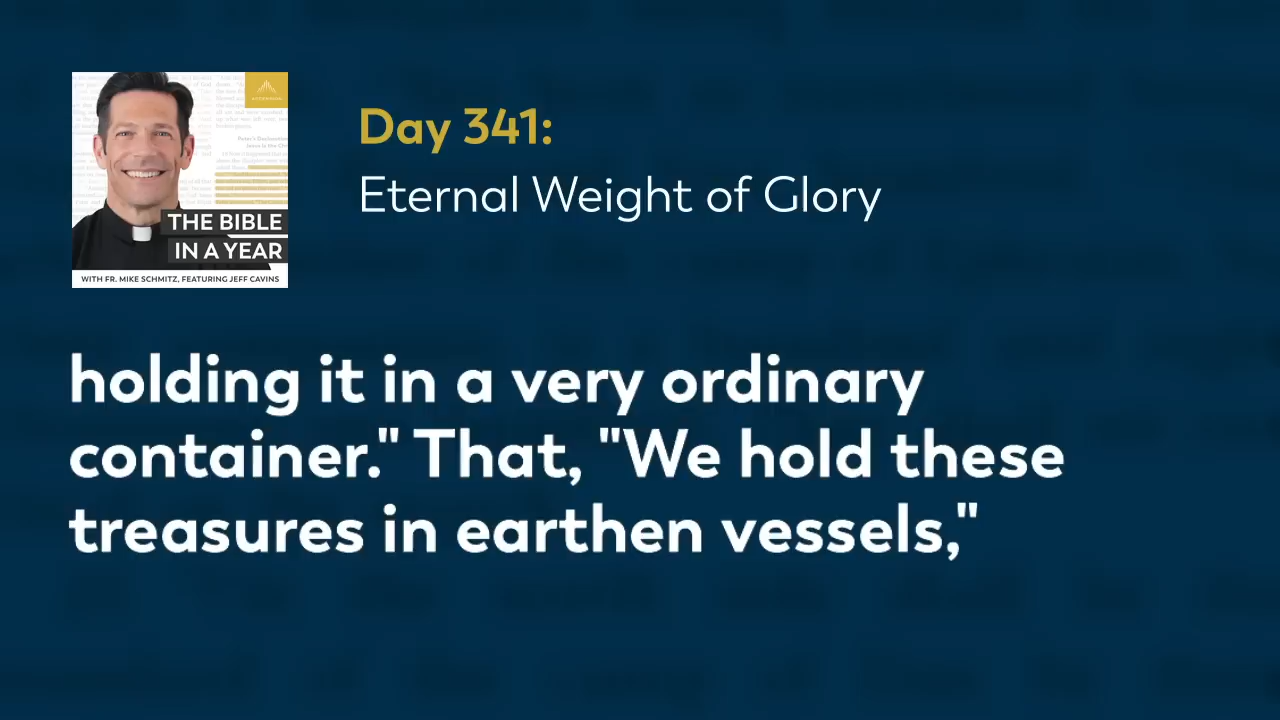 Day 341:
Eternal Weight of Glory
THE BIBLE
IN A YEAR
WITH FR. MIKE SCHMITZ, FEATURING JEFF CAVINS
holding it in a very ordinary
container." That, "We hold these
treasures in earthen vessels,"